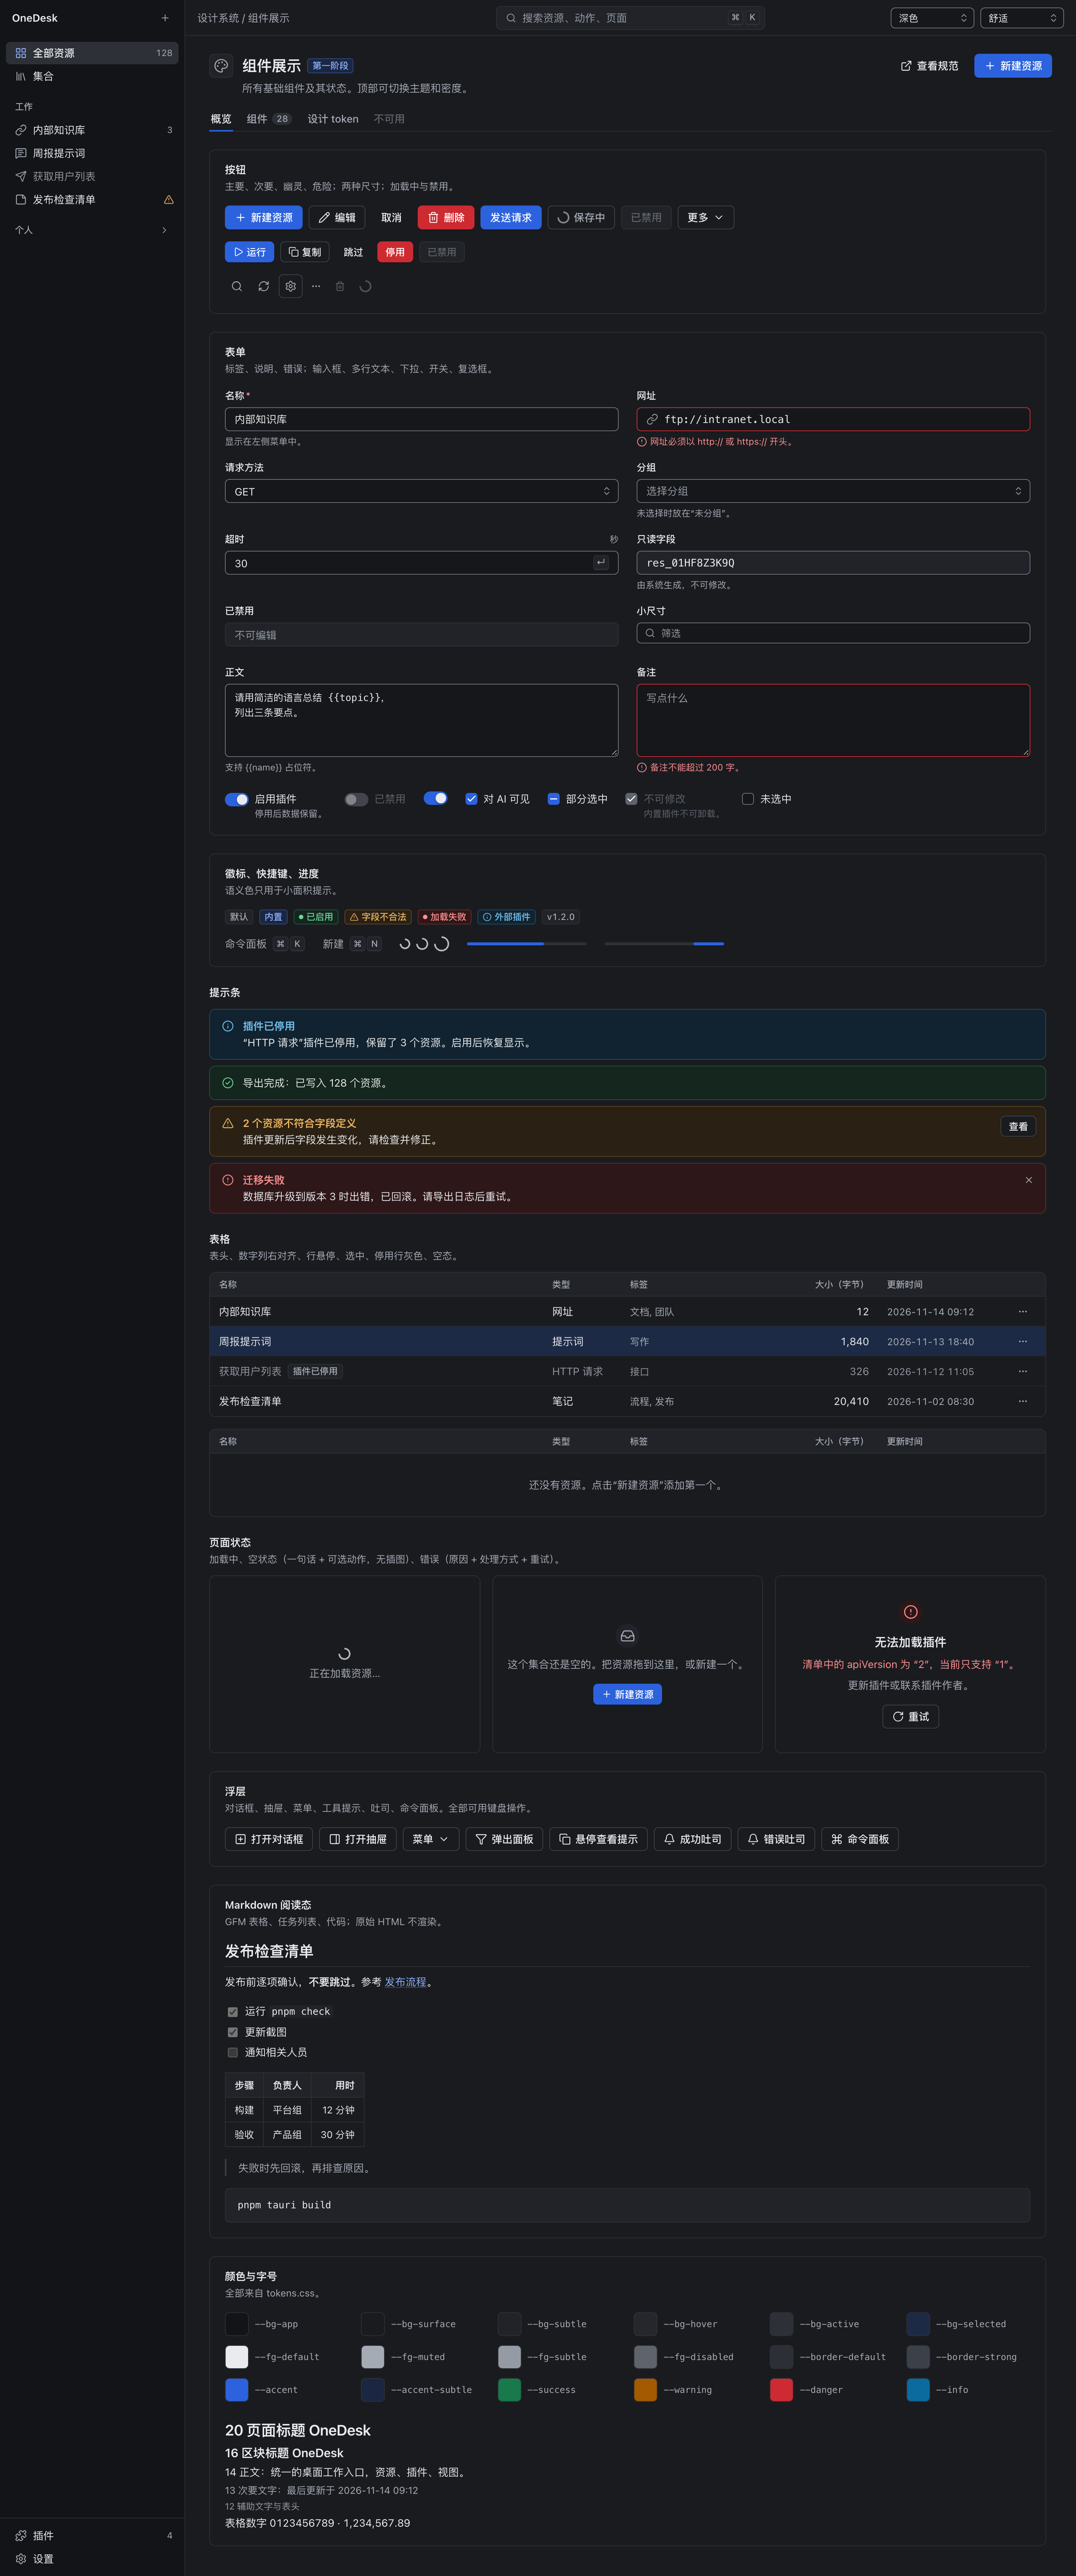 OneDesk
全部资源 128
集合
工作
内部知识库 3
周报提示词
获取用户列表
发布检查清单
个人
设计系统 / 组件展示
搜索资源、动作、页面 ⌘ K
深色
舒适
组件展示 第一阶段
所有基础组件及其状态。顶部可切换主题和密度。
查看规范
新建资源
概览 组件 28 设计 token 不可用
按钮
主要、次要、幽灵、危险；两种尺寸；加载中与禁用。
新建资源 编辑 取消 删除 发送请求 保存中 已禁用 更多
运行 复制 跳过 停用 已禁用
表单
标签、说明、错误；输入框、多行文本、下拉、开关、复选框。
名称*
内部知识库
显示在左侧菜单中。
网址
ftp://intranet.local
网址必须以 http:// 或 https:// 开头。
请求方法
GET
分组
选择分组
未选择时放在“未分组”。
超时 秒
30
只读字段
res_01HF8Z3K9Q
由系统生成，不可修改。
已禁用
不可编辑
小尺寸
筛选
正文
请用简洁的语言总结 {{topic}}，
列出三条要点。
支持 {{name}} 占位符。
备注
写点什么
备注不能超过 200 字。
启用插件
停用后数据保留。
已禁用
对 AI 可见
部分选中
不可修改
内置插件不可卸载。
未选中
徽标、快捷键、进度
语义色只用于小面积提示。
默认 内置 已启用 字段不合法 加载失败 外部插件 v1.2.0
命令面板 ⌘ K 新建 ⌘ N
提示条
插件已停用
“HTTP 请求”插件已停用，保留了 3 个资源。启用后恢复显示。
导出完成：已写入 128 个资源。
2 个资源不符合字段定义
插件更新后字段发生变化，请检查并修正。
查看
迁移失败
数据库升级到版本 3 时出错，已回滚。请导出日志后重试。
表格
表头、数字列右对齐、行悬停、选中、停用行灰色、空态。
名称 类型 标签 大小（字节） 更新时间
内部知识库 网址 文档, 团队 12 2026-11-14 09:12
周报提示词 提示词 写作 1,840 2026-11-13 18:40
获取用户列表 插件已停用 HTTP 请求 接口 326 2026-11-12 11:05
发布检查清单 笔记 流程, 发布 20,410 2026-11-02 08:30
名称 类型 标签 大小（字节） 更新时间
还没有资源。点击“新建资源”添加第一个。
页面状态
加载中、空状态（一句话 + 可选动作，无插图）、错误（原因 + 处理方式 + 重试）。
正在加载资源…
这个集合还是空的。把资源拖到这里，或新建一个。
新建资源
无法加载插件
清单中的 apiVersion 为 “2”，当前只支持 “1”。
更新插件或联系插件作者。
重试
浮层
对话框、抽屉、菜单、工具提示、吐司、命令面板。全部可用键盘操作。
打开对话框 打开抽屉 菜单 弹出面板 悬停查看提示 成功吐司 错误吐司 命令面板
Markdown 阅读态
GFM 表格、任务列表、代码；原始 HTML 不渲染。
发布检查清单
发布前逐项确认，不要跳过。参考 发布流程。
运行 pnpm check
更新截图
通知相关人员
步骤 负责人 用时
构建 平台组 12 分钟
验收 产品组 30 分钟
失败时先回滚，再排查原因。
pnpm tauri build
颜色与字号
全部来自 tokens.css。
--bg-app --bg-surface --bg-subtle --bg-hover --bg-active --bg-selected
--fg-default --fg-muted --fg-subtle --fg-disabled --border-default --border-strong
--accent --accent-subtle --success --warning --danger --info
20 页面标题 OneDesk
16 区块标题 OneDesk
14 正文：统一的桌面工作入口，资源、插件、视图。
13 次要文字：最后更新于 2026-11-14 09:12
12 辅助文字与表头
表格数字 0123456789 · 1,234,567.89
插件 4
设置